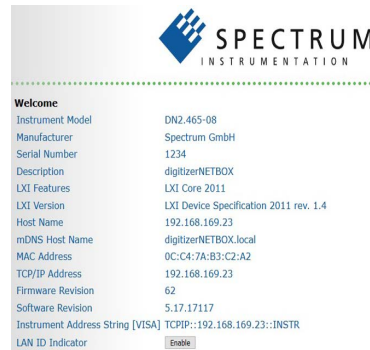 SPECTRUM
INSTRUMENTATION
Welcome
Instrument Model DN2.465-08
Manufacturer Spectrum GmbH
Serial Number 1234
Description digitizerNETBOX
LXI Features LXI Core 2011
LXI Version LXI Device Specification 2011 rev. 1.4
Host Name 192.168.169.23
mDNS Host Name digitizerNETBOX.local
MAC Address 0C:C4:7A:B3:C2:A2
TCP/IP Address 192.168.169.23
Firmware Revision 62
Software Revision 5.17.17117
Instrument Address String [VISA] TCPIP::192.168.169.23::INSTR
LAN ID Indicator Enable